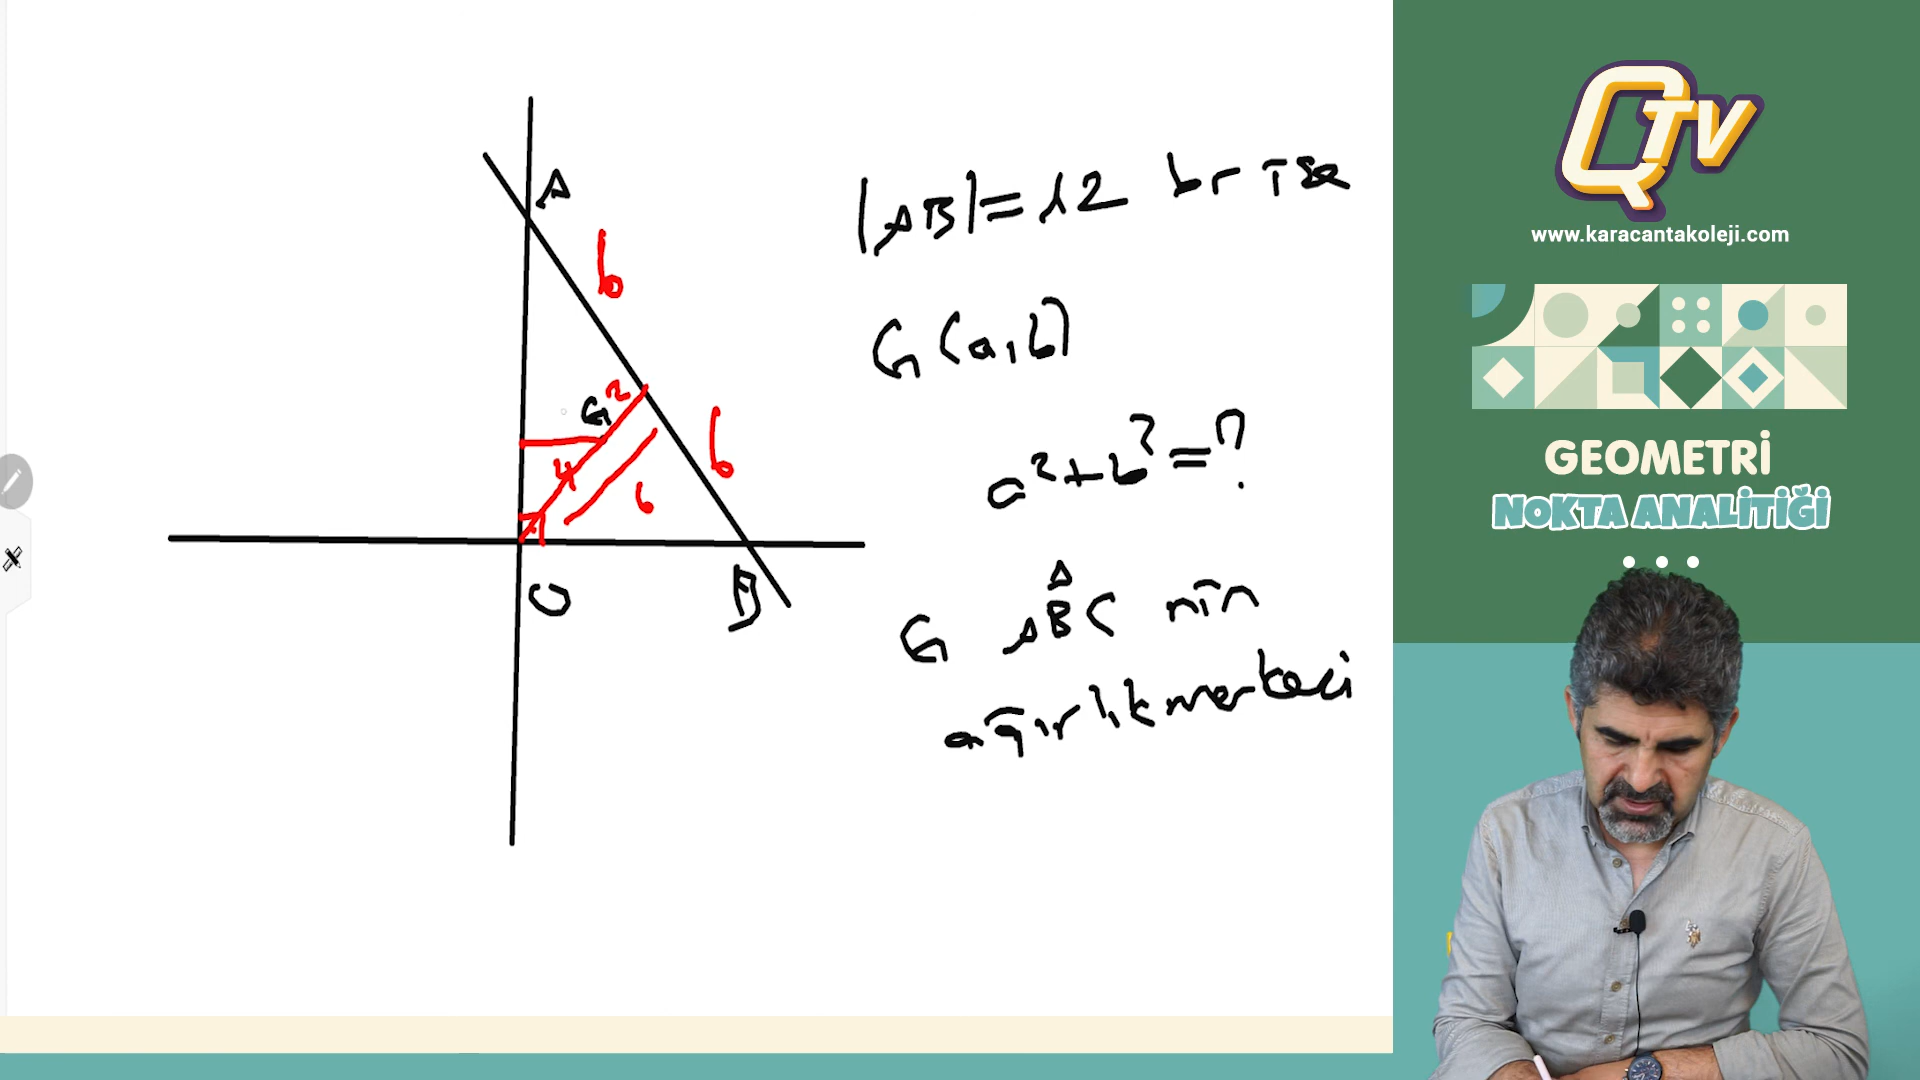 A
6
2
G
4
6
6
O
B
|AB|=12 br ise
G(a,b)
a²+b²=?
G ABC nin
ağırlık merkezi
QTV
www.karacantakoleji.com
GEOMETRİ
NOKTA ANALİTİĞİ